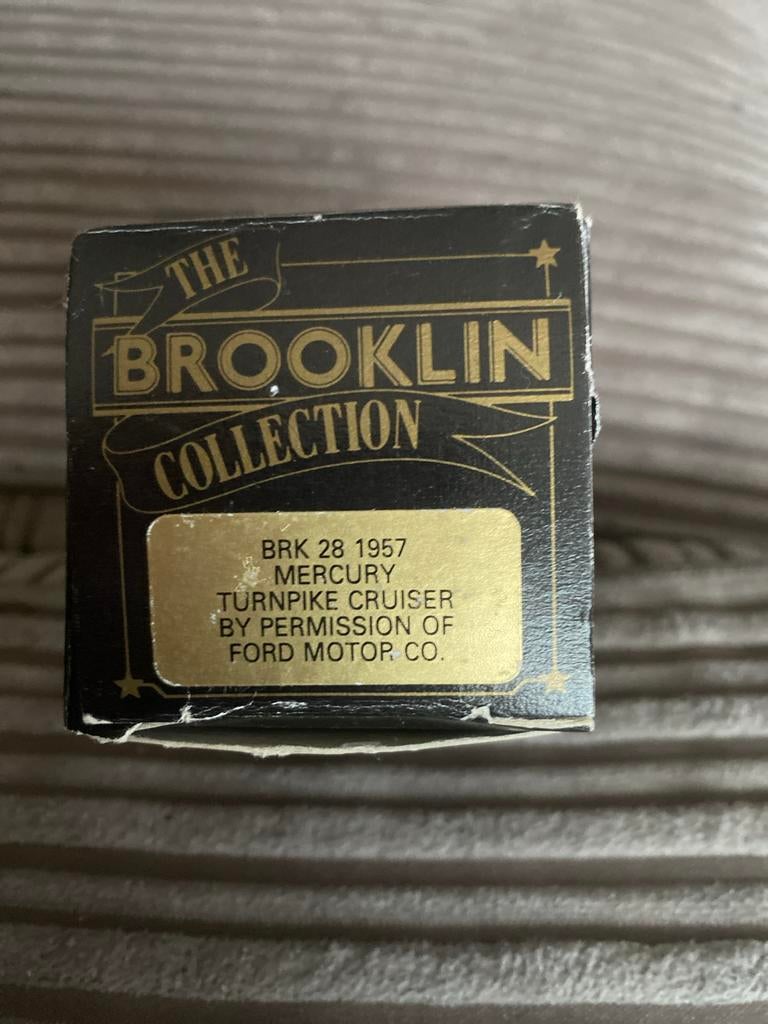 THE
BROOKLIN
COLLECTION
BRK 28 1957
MERCURY
TURNPIKE CRUISER
BY PERMISSION OF
FORD MOTOR CO.